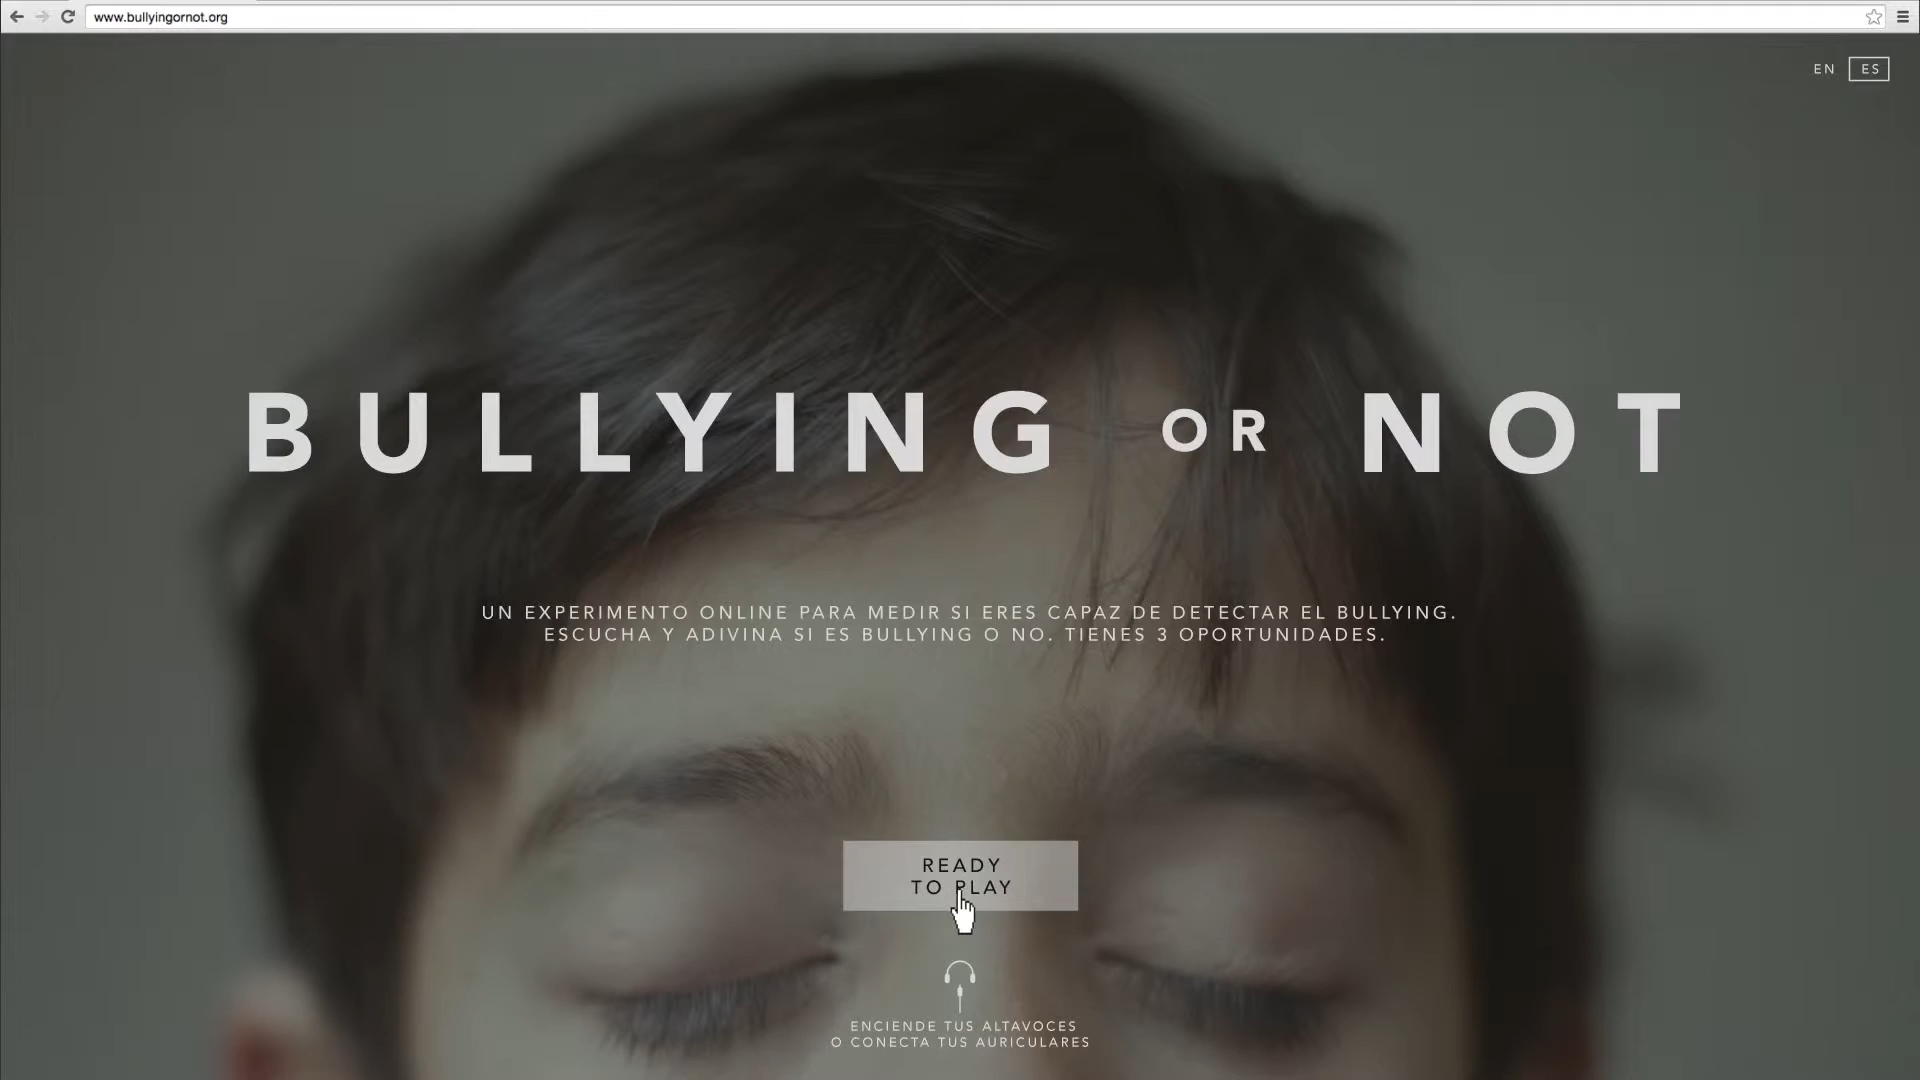 www.bullyingornot.org
EN ES
BULLYING OR NOT
UN EXPERIMENTO ONLINE PARA MEDIR SI ERES CAPAZ DE DETECTAR EL BULLYING.
ESCUCHA Y ADIVINA SI ES BULLYING O NO. TIENES 3 OPORTUNIDADES.
READY
TO PLAY
ENCIENDE TUS ALTAVOCES
O CONECTA TUS AURICULARES